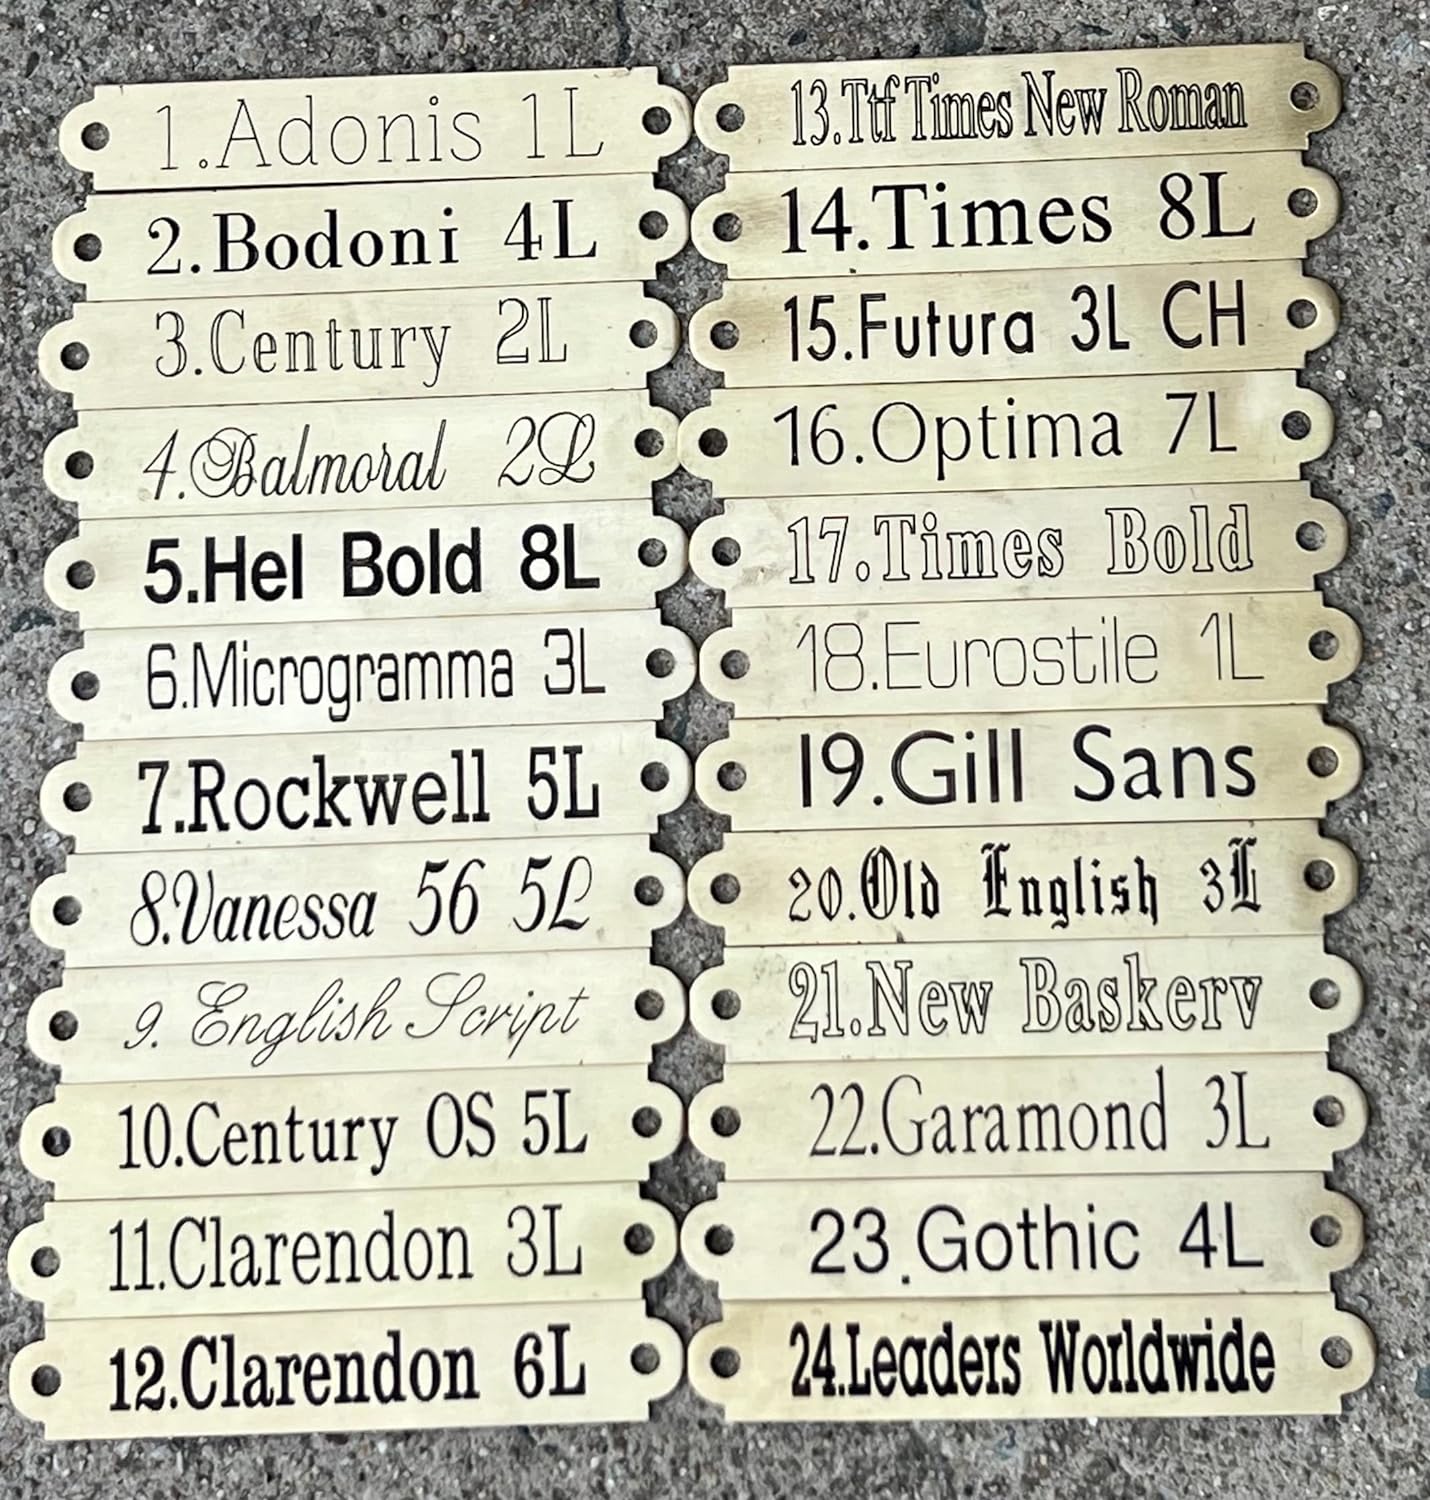 1.Adonis 1L
2.Bodoni 4L
3.Century 2L
4.Balmoral 2L
5.Hel Bold 8L
6.Microgramma 3L
7.Rockwell 5L
8.Vanessa 56 5L
9. English Script
10.Century OS 5L
11.Clarendon 3L
12.Clarendon 6L
13.Ttf Times New Roman
14.Times 8L
15.Futura 3L CH
16.Optima 7L
17.Times Bold
18.Eurostile 1L
19.Gill Sans
20.Old English 3L
21.New Baskerv
22.Garamond 3L
23.Gothic 4L
24.Leaders Worldwide